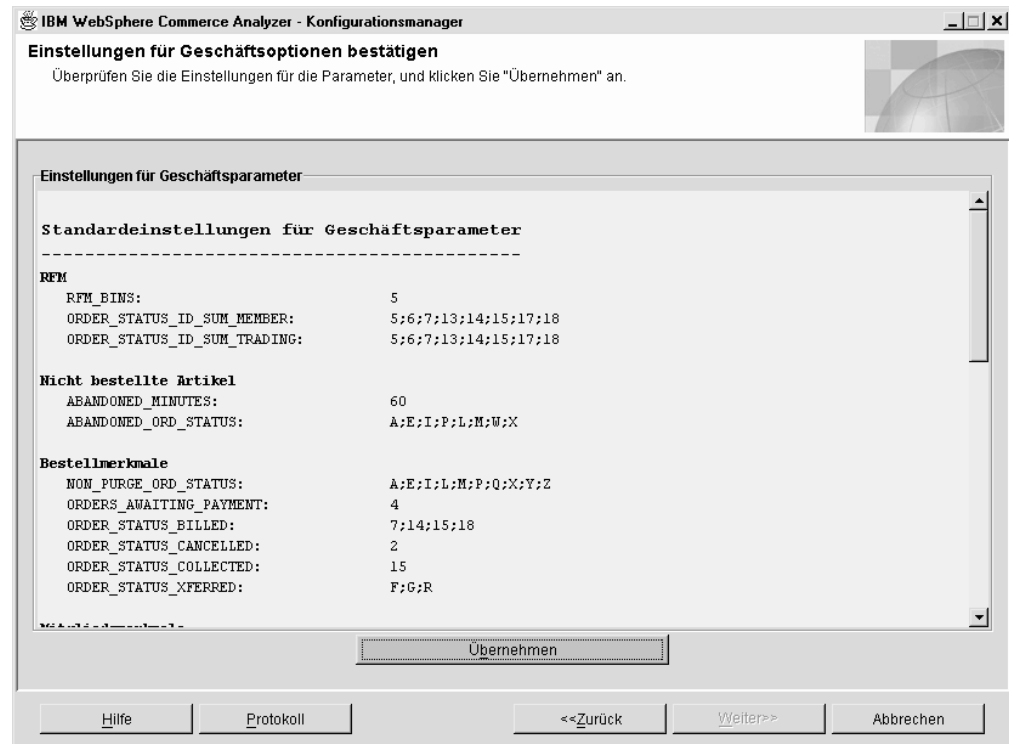 IBM WebSphere Commerce Analyzer - Konfigurationsmanager
Einstellungen für Geschäftsoptionen bestätigen
Überprüfen Sie die Einstellungen für die Parameter, und klicken Sie "Übernehmen" an.
Einstellungen für Geschäftsparameter
Standardeinstellungen für Geschäftsparameter
--------------------------------------------
RFM
RFM_BINS: 5
ORDER_STATUS_ID_SUM_MEMBER: 5;6;7;13;14;15;17;18
ORDER_STATUS_ID_SUM_TRADING: 5;6;7;13;14;15;17;18
Nicht bestellte Artikel
ABANDONED_MINUTES: 60
ABANDONED_ORD_STATUS: A;E;I;P;L;M;W;X
Bestellmerkmale
NON_PURGE_ORD_STATUS: A;E;I;L;M;P;Q;X;Y;Z
ORDERS_AWAITING_PAYMENT: 4
ORDER_STATUS_BILLED: 7;14;15;18
ORDER_STATUS_CANCELLED: 2
ORDER_STATUS_COLLECTED: 15
ORDER_STATUS_XFERRED: F;G;R
Übernehmen
Hilfe Protokoll <<Zurück Weiter>> Abbrechen